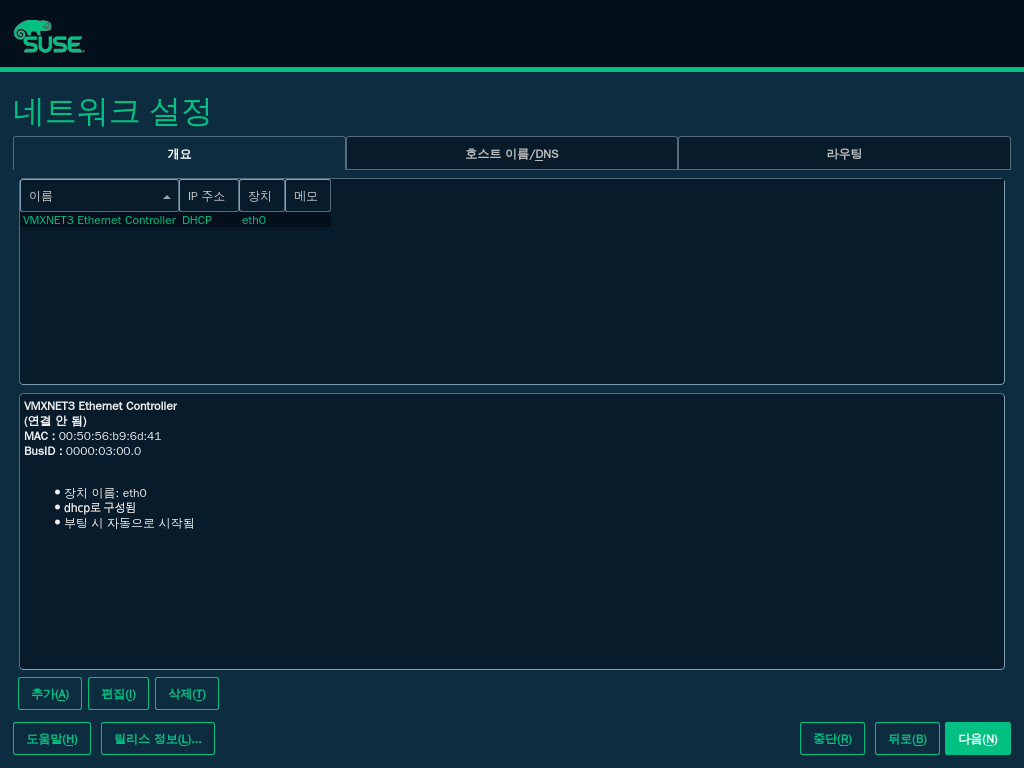 SUSE
네트워크 설정
개요 호스트 이름/DNS 라우팅
이름 IP 주소 장치 메모
VMXNET3 Ethernet Controller DHCP eth0
VMXNET3 Ethernet Controller
(연결 안 됨)
MAC : 00:50:56:b9:6d:41
BusID : 0000:03:00.0
• 장치 이름: eth0
• dhcp로 구성됨
• 부팅 시 자동으로 시작됨
추가(A) 편집(I) 삭제(T)
도움말(H) 릴리스 정보(L)... 중단(R) 뒤로(B) 다음(N)